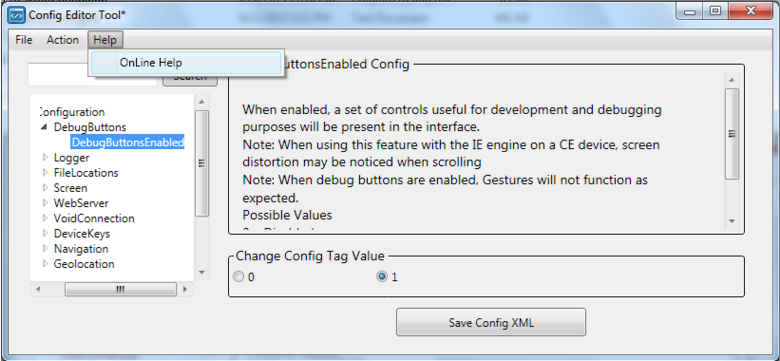 Config Editor Tool*
File Action Help
OnLine Help
Search
onfiguration
DebugButtons
DebugButtonsEnabled
Logger
FileLocations
Screen
WebServer
VoidConnection
DeviceKeys
Navigation
Geolocation
uttonsEnabled Config
When enabled, a set of controls useful for development and debugging
purposes will be present in the interface.
Note: When using this feature with the IE engine on a CE device, screen
distortion may be noticed when scrolling
Note: When debug buttons are enabled, Gestures will not function as
expected.
Possible Values
Change Config Tag Value
0 1
Save Config XML